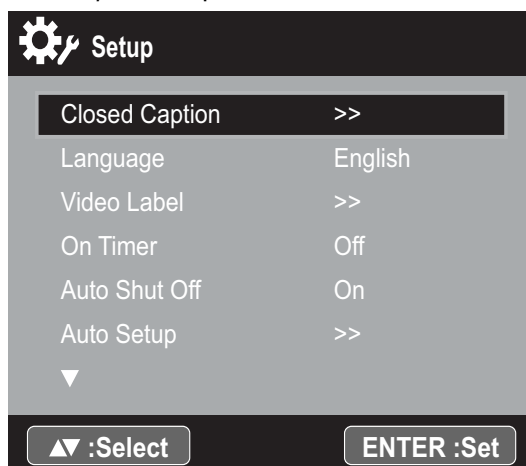 Setup
Closed Caption >>
Language English
Video Label >>
On Timer Off
Auto Shut Off On
Auto Setup >>
▼
▲▼ :Select ENTER :Set